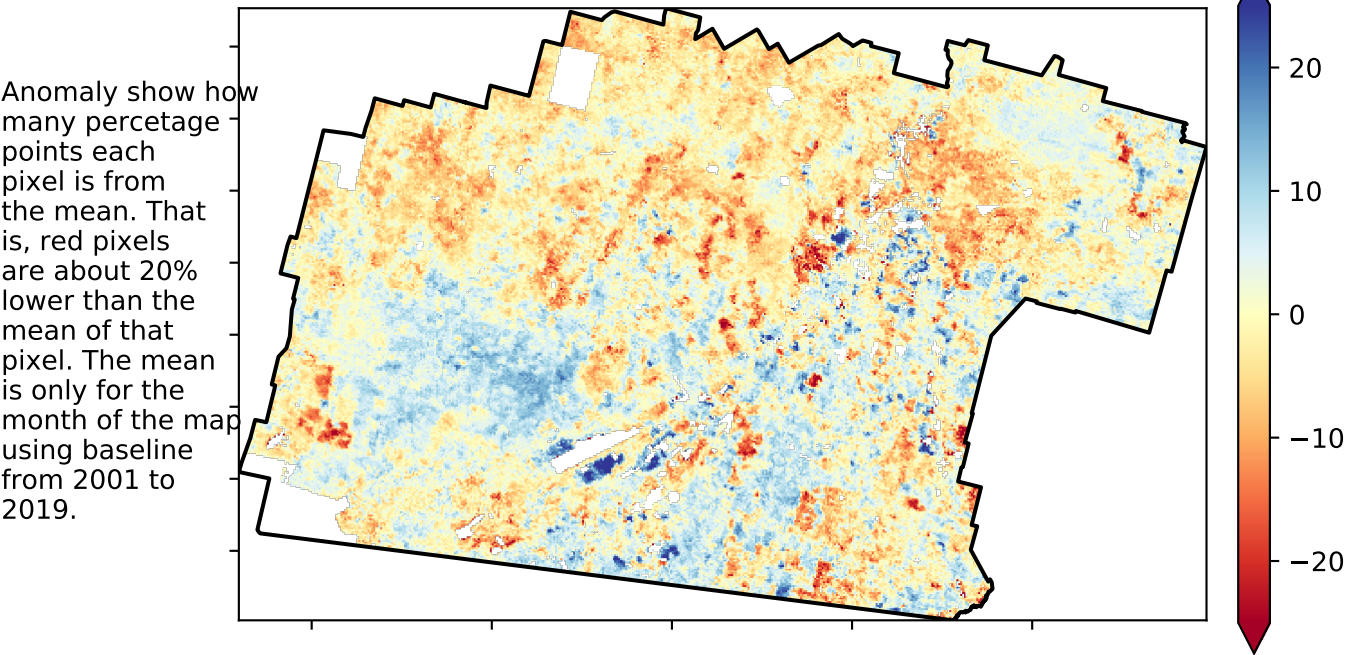 Anomaly show how
many percetage
points each
pixel is from
the mean. That
is, red pixels
are about 20%
lower than the
mean of that
pixel. The mean
is only for the
month of the map
using baseline
from 2001 to
2019.
20
10
0
−10
−20